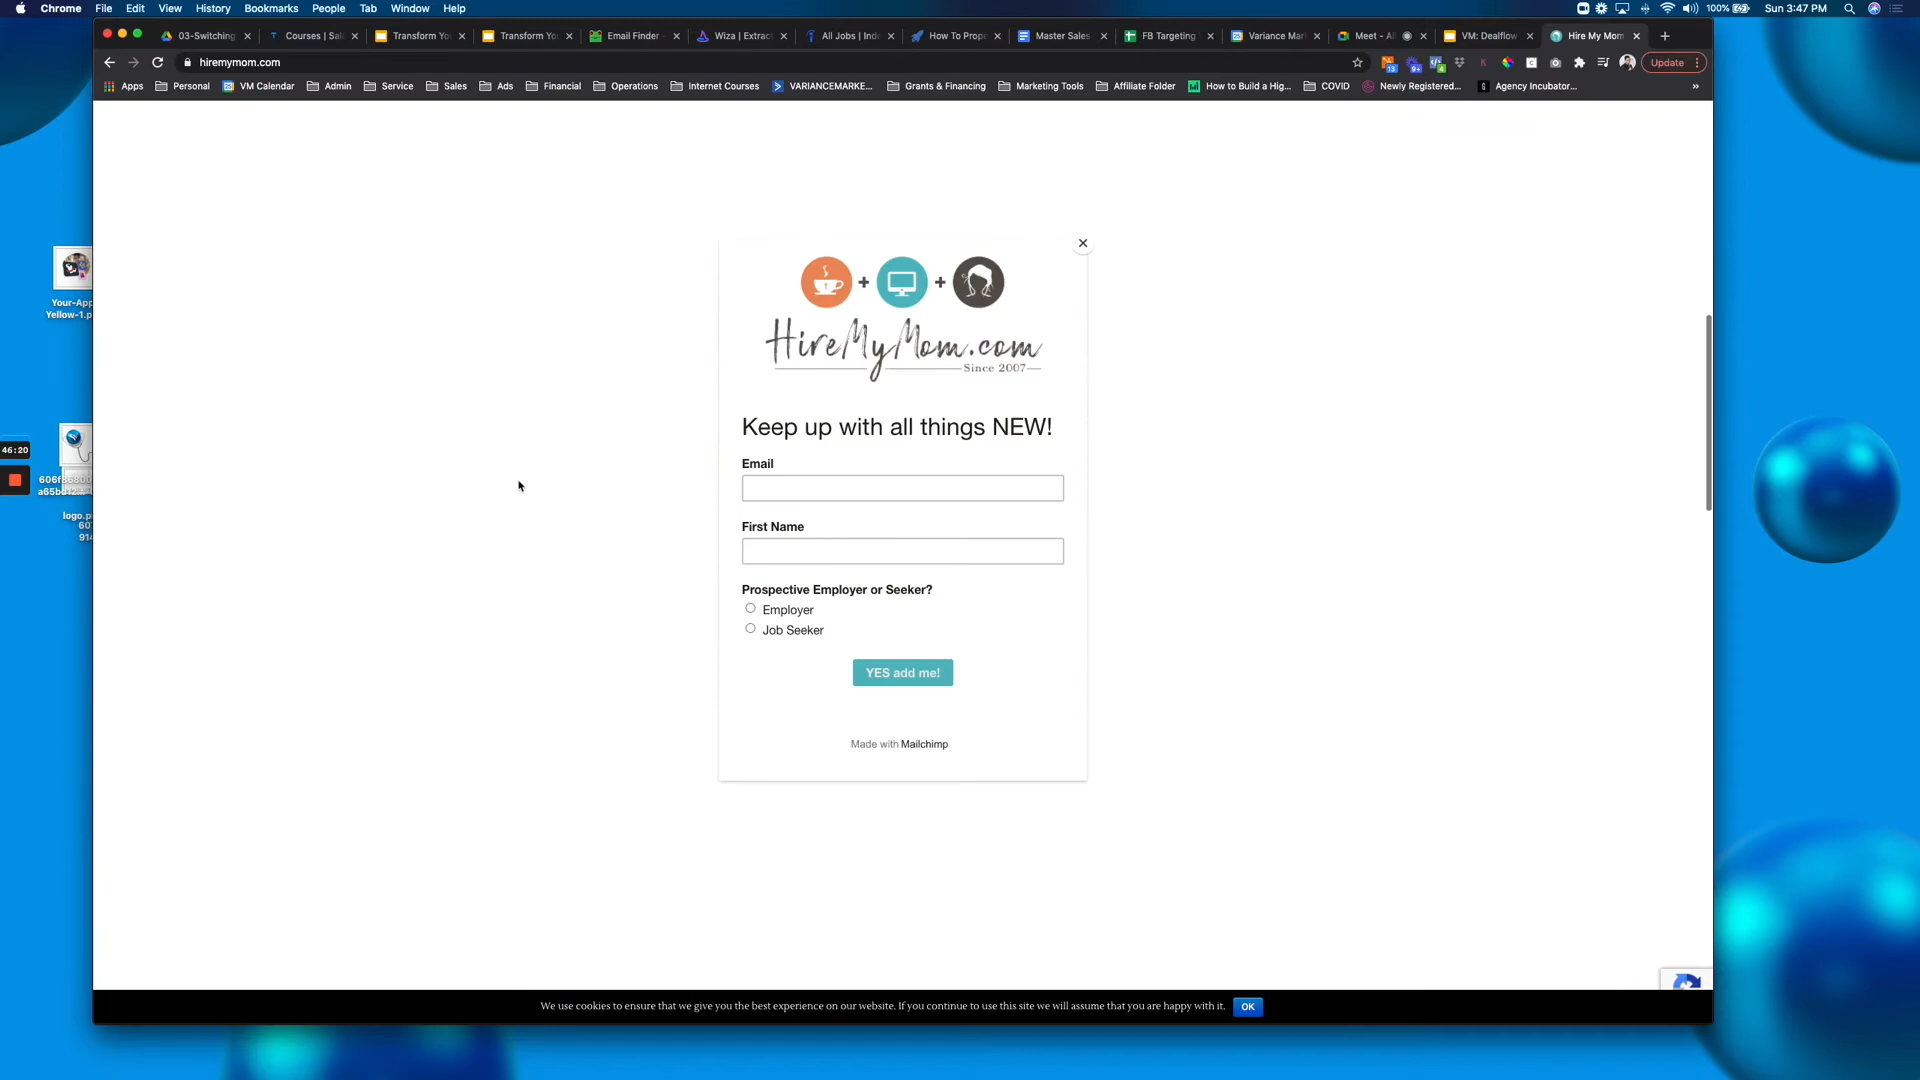 Chrome File Edit View History Bookmarks People Tab Window Help 100% Sun 3:47 PM
03-Switching Courses | Sal Transform Yo Transform Yo Email Finder - Wiza | Extract All Jobs | Ind How To Prop Master Sales FB Targeting Variance Mar Meet - Al VM: Dealflow Hire My Mom
hiremymom.com Update
Apps Personal VM Calendar Admin Service Sales Ads Financial Operations Internet Courses VARIANCEMARKE... Grants & Financing Marketing Tools Affiliate Folder How to Build a Hig... COVID Newly Registered... Agency Incubator... »
HireMyMom.com
Since 2007
Keep up with all things NEW!
Email
First Name
Prospective Employer or Seeker?
Employer
Job Seeker
YES add me!
Made with Mailchimp
Your-App
Yellow-1.p
46:20
logo.p
We use cookies to ensure that we give you the best experience on our website. If you continue to use this site we will assume that you are happy with it. OK